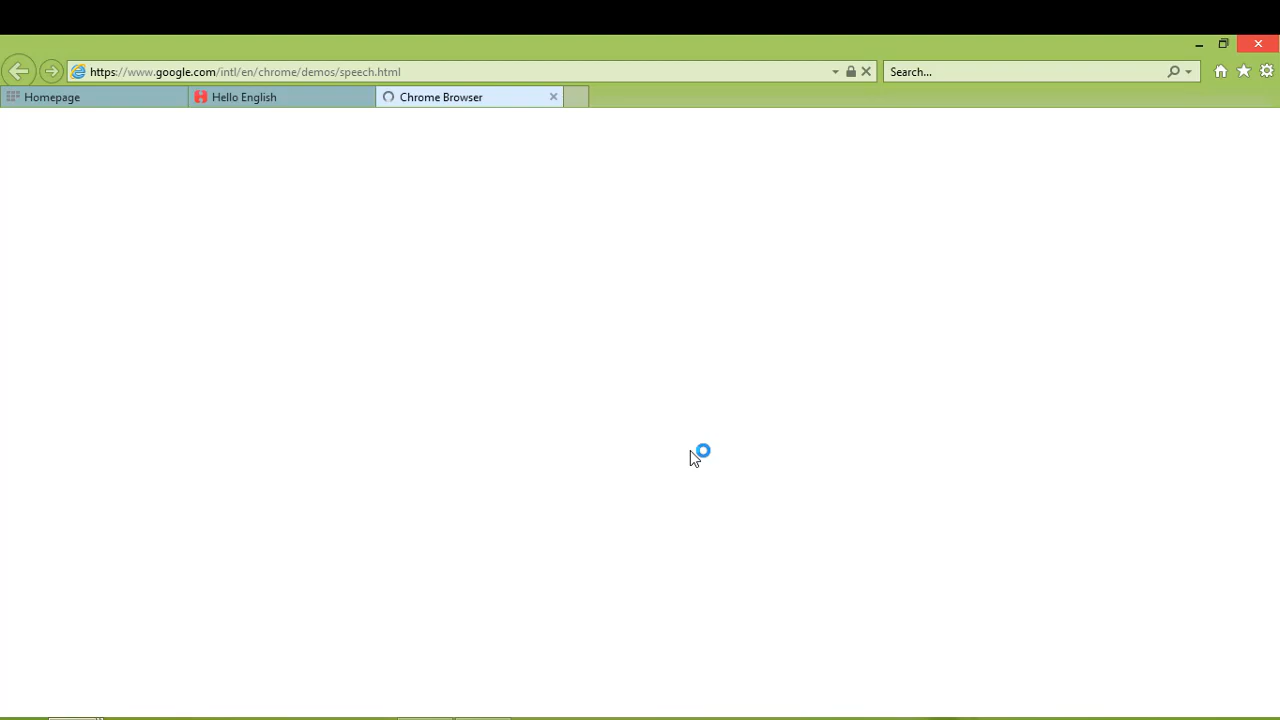 https://www.google.com/intl/en/chrome/demos/speech.html
Search...
Homepage
Hello English
Chrome Browser